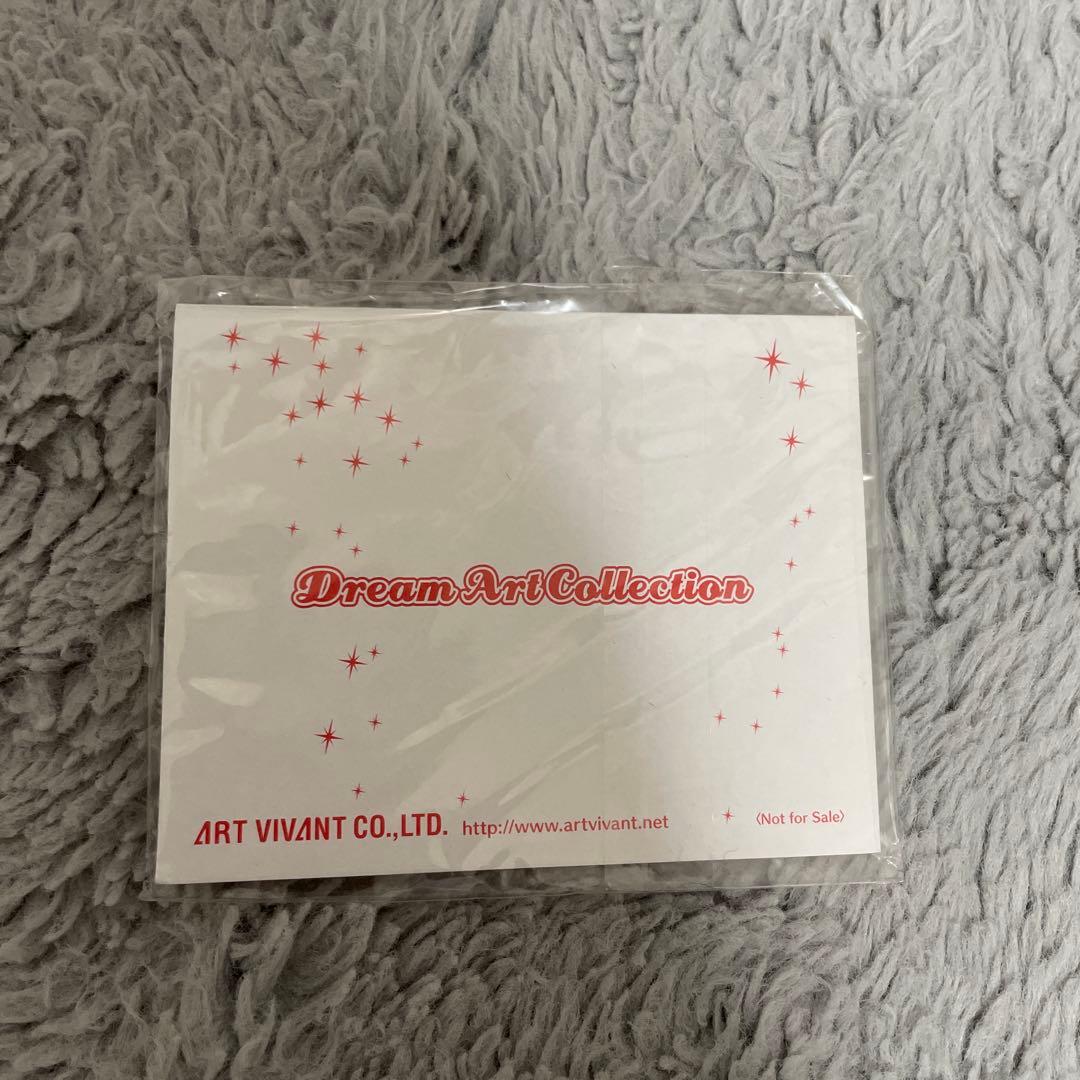 Dream Art Collection
ART VIVANT CO.,LTD. http://www.artvivant.net 〈Not for Sale〉